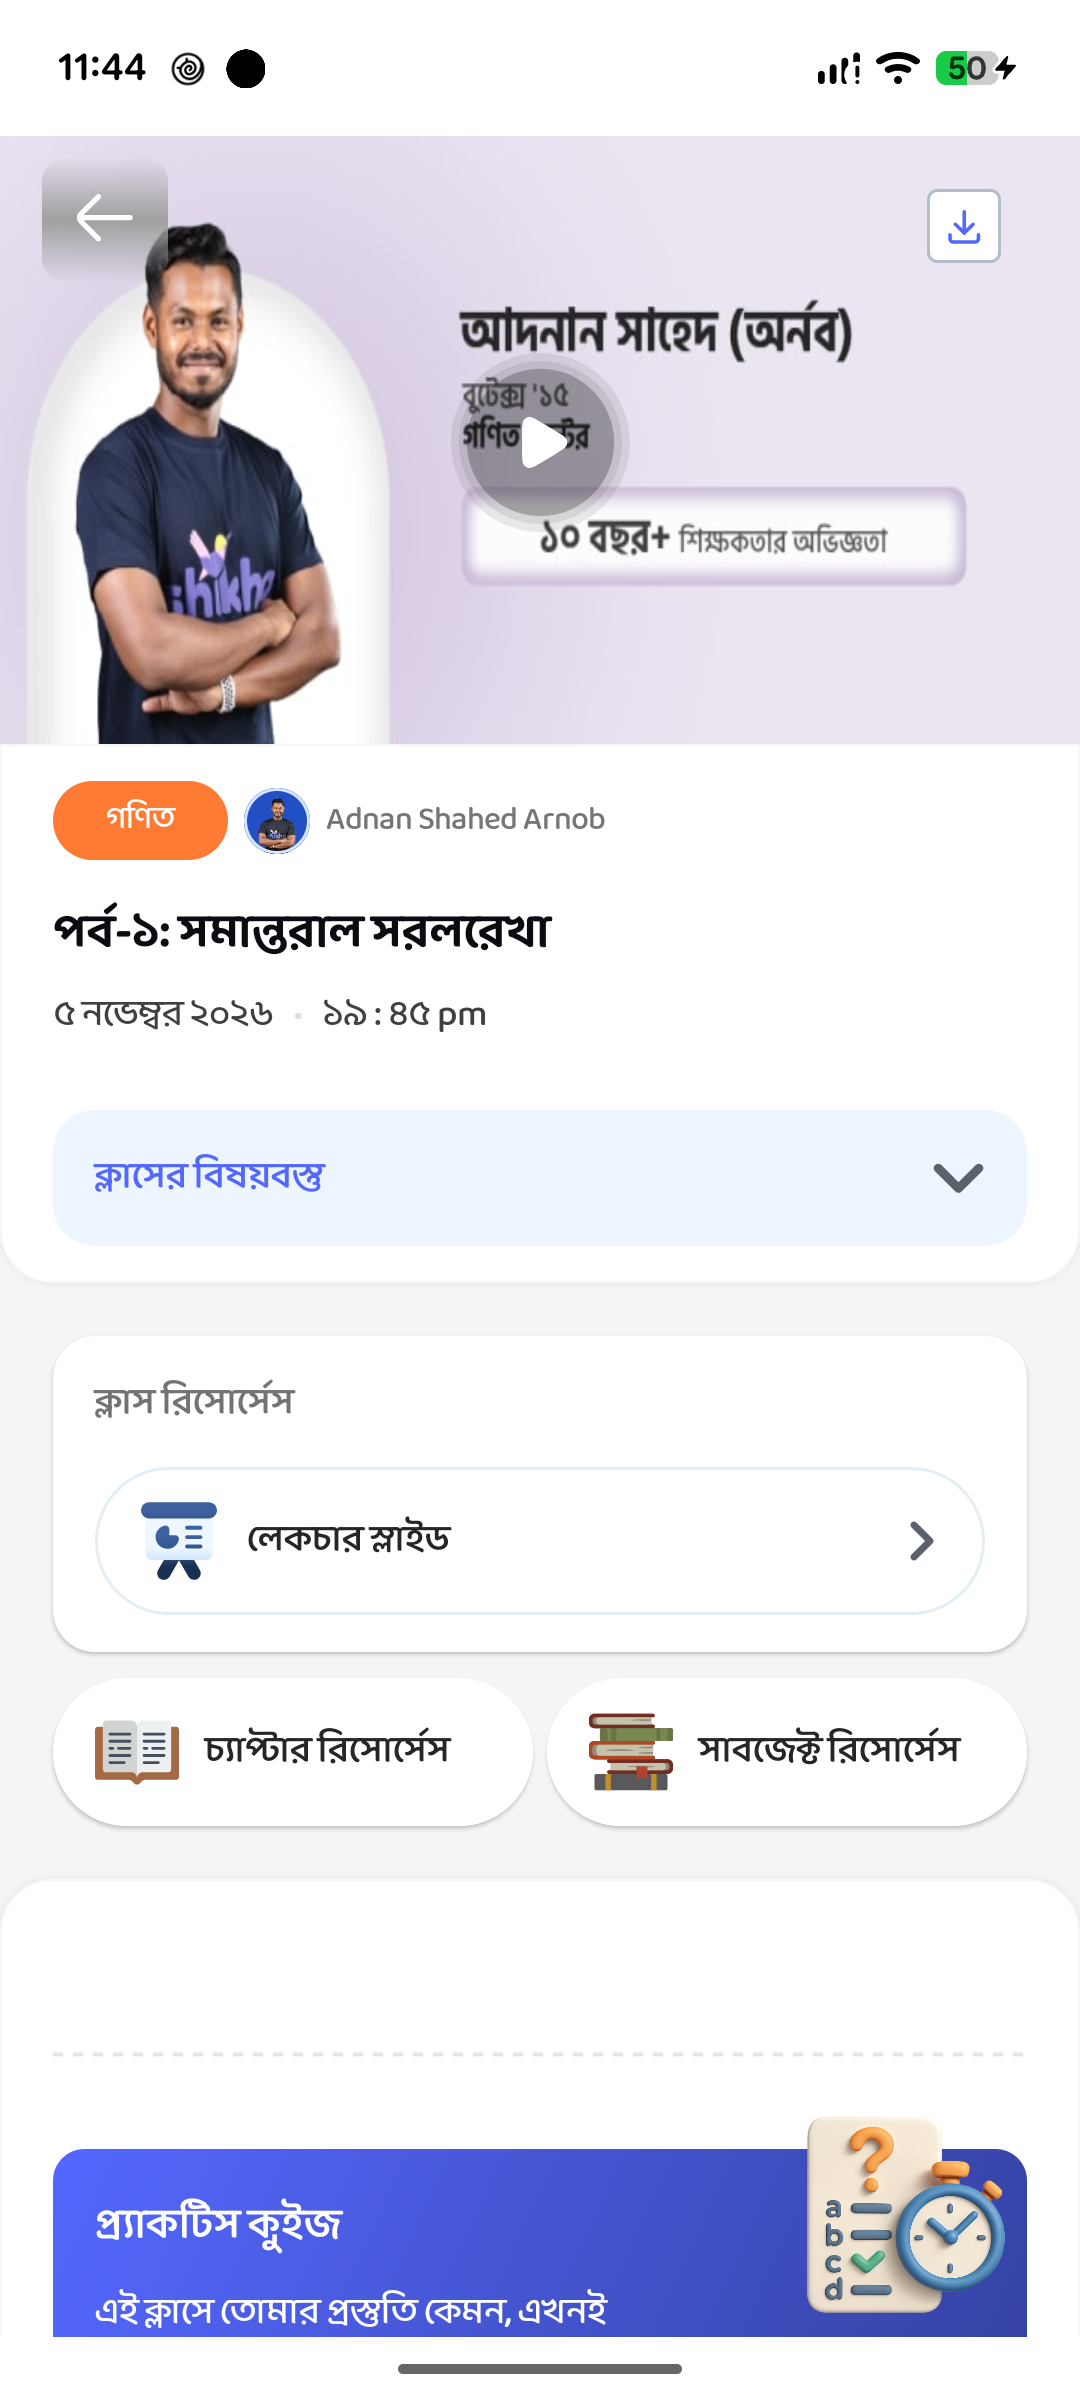 11:44
50
আদনান সাহেদ (অর্নব)
বুটেক্স '১৫
গণিত
১০ বছর+ শিক্ষকতার অভিজ্ঞতা
shikho
গণিত
Adnan Shahed Arnob
পর্ব-১: সমান্তরাল সরলরেখা
৫ নভেম্বর ২০২৬ • ১৯ : ৪৫ pm
ক্লাসের বিষয়বস্তু
ক্লাস রিসোর্সেস
লেকচার স্লাইড
চ্যাপ্টার রিসোর্সেস
সাবজেক্ট রিসোর্সেস
?
a
b
c
d
প্র্যাকটিস কুইজ
এই ক্লাসে তোমার প্রস্তুতি কেমন, এখনই